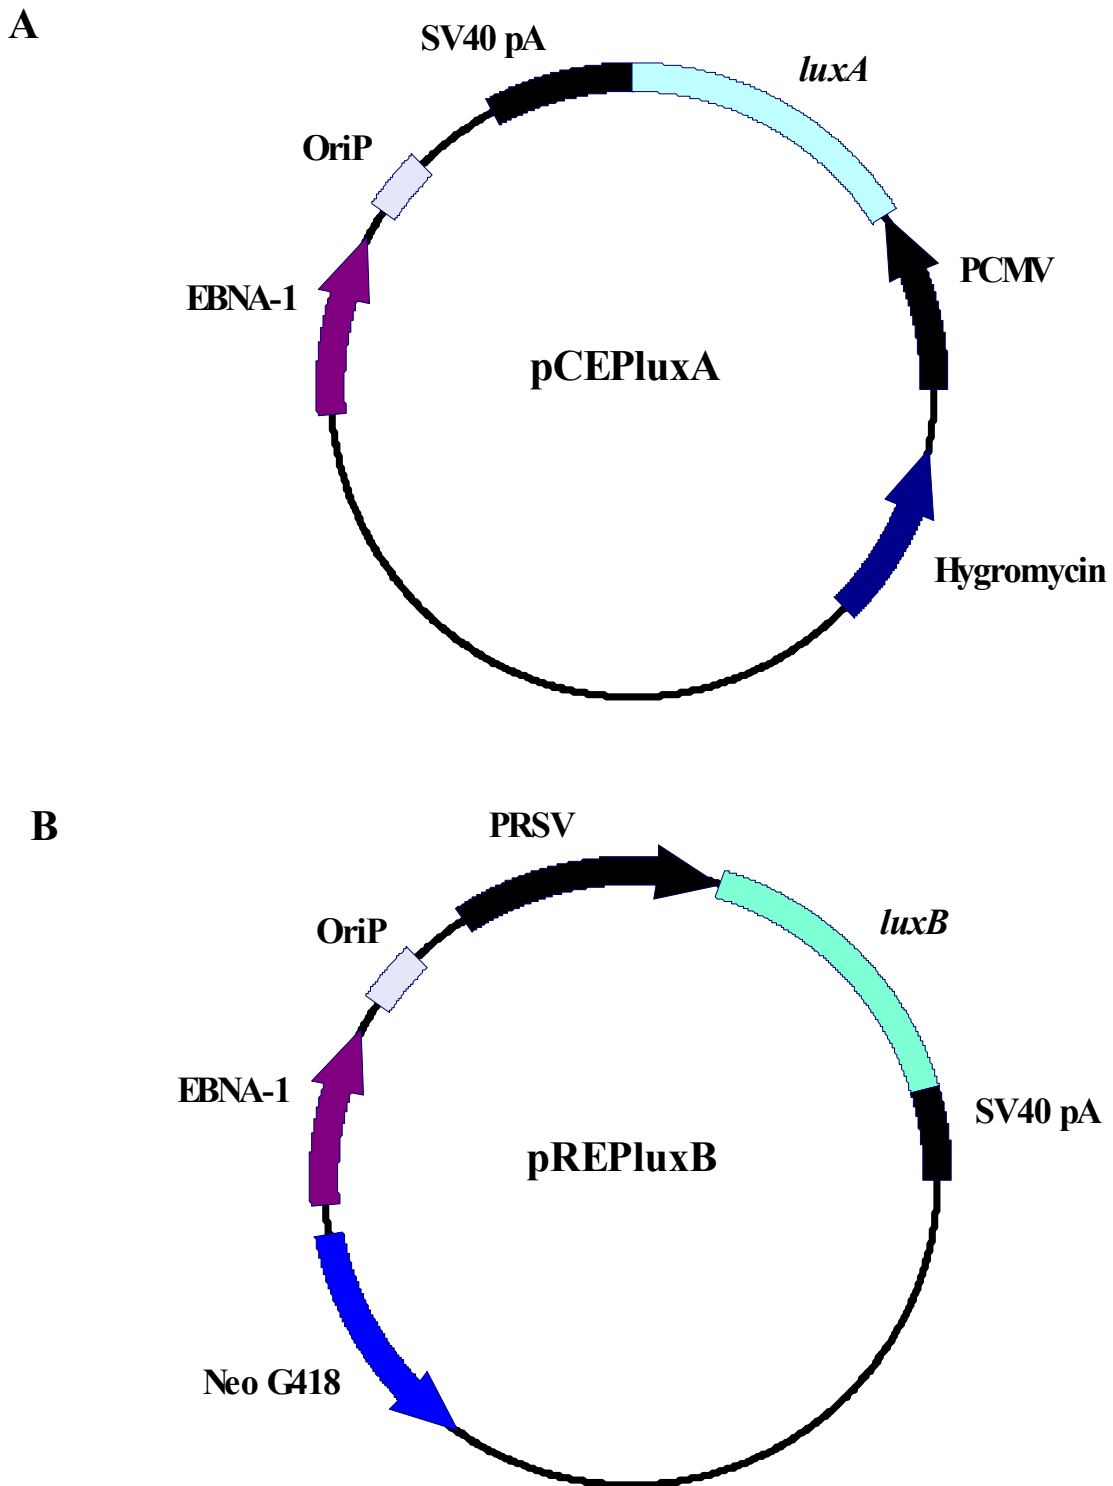 A
SV40 pA
luxA
OriP
PCMV
EBNA-1
pCEPluxA
Hygromycin
B
PRSV
luxB
OriP
EBNA-1
SV40 pA
pREPluxB
Neo G418